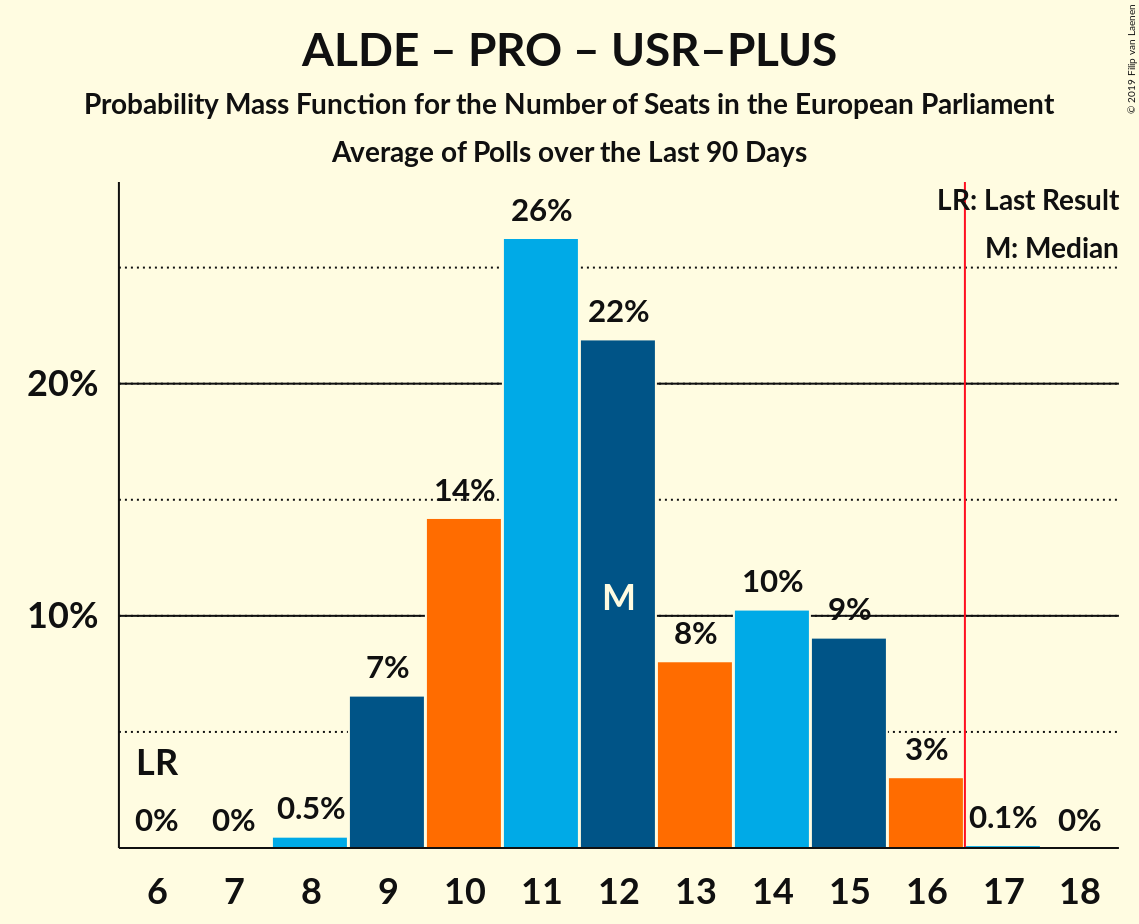 ALDE – PRO – USR–PLUS
Probability Mass Function for the Number of Seats in the European Parliament
Average of Polls over the Last 90 Days
© 2019 Filip van Laenen
LR: Last Result
M: Median
26%
22%
20%
14%
M
10%
10%
9%
8%
7%
LR
3%
0%
0%
0.5%
0.1%
0%
6 7 8 9 10 11 12 13 14 15 16 17 18